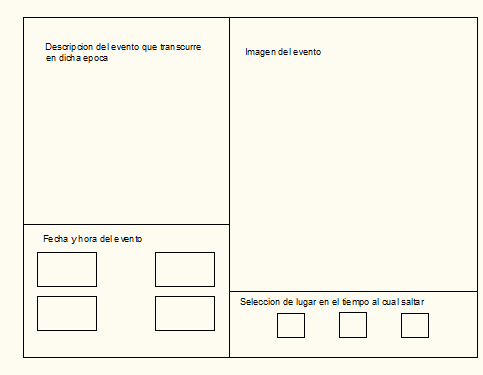 Descripcion del evento que transcurre
en dicha epoca
Imagen del evento
Fecha y hora del evento
Seleccion de lugar en el tiempo al cual saltar